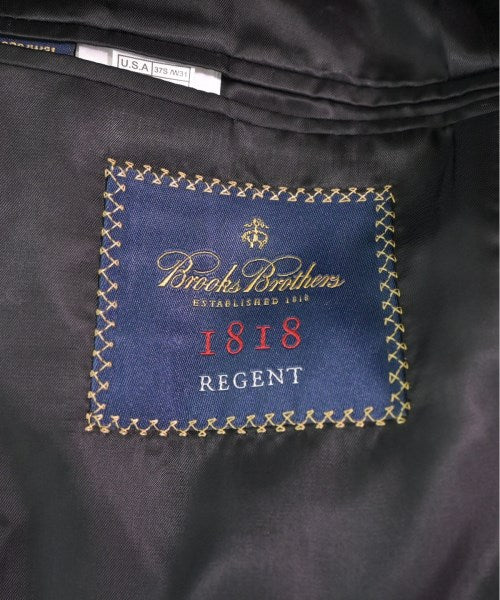 U.S.A 37S /W31
Brooks Brothers
ESTABLISHED 1818
1818
REGENT